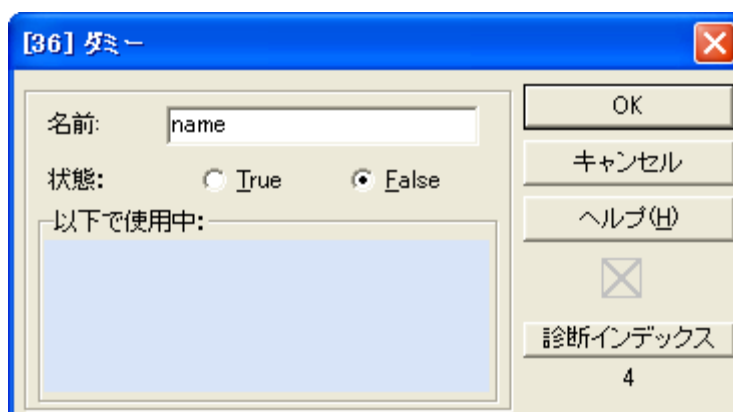 [36] ダミー
名前:
name
状態:
True
False
以下で使用中:
OK
キャンセル
ヘルプ(H)
診断インデックス
4